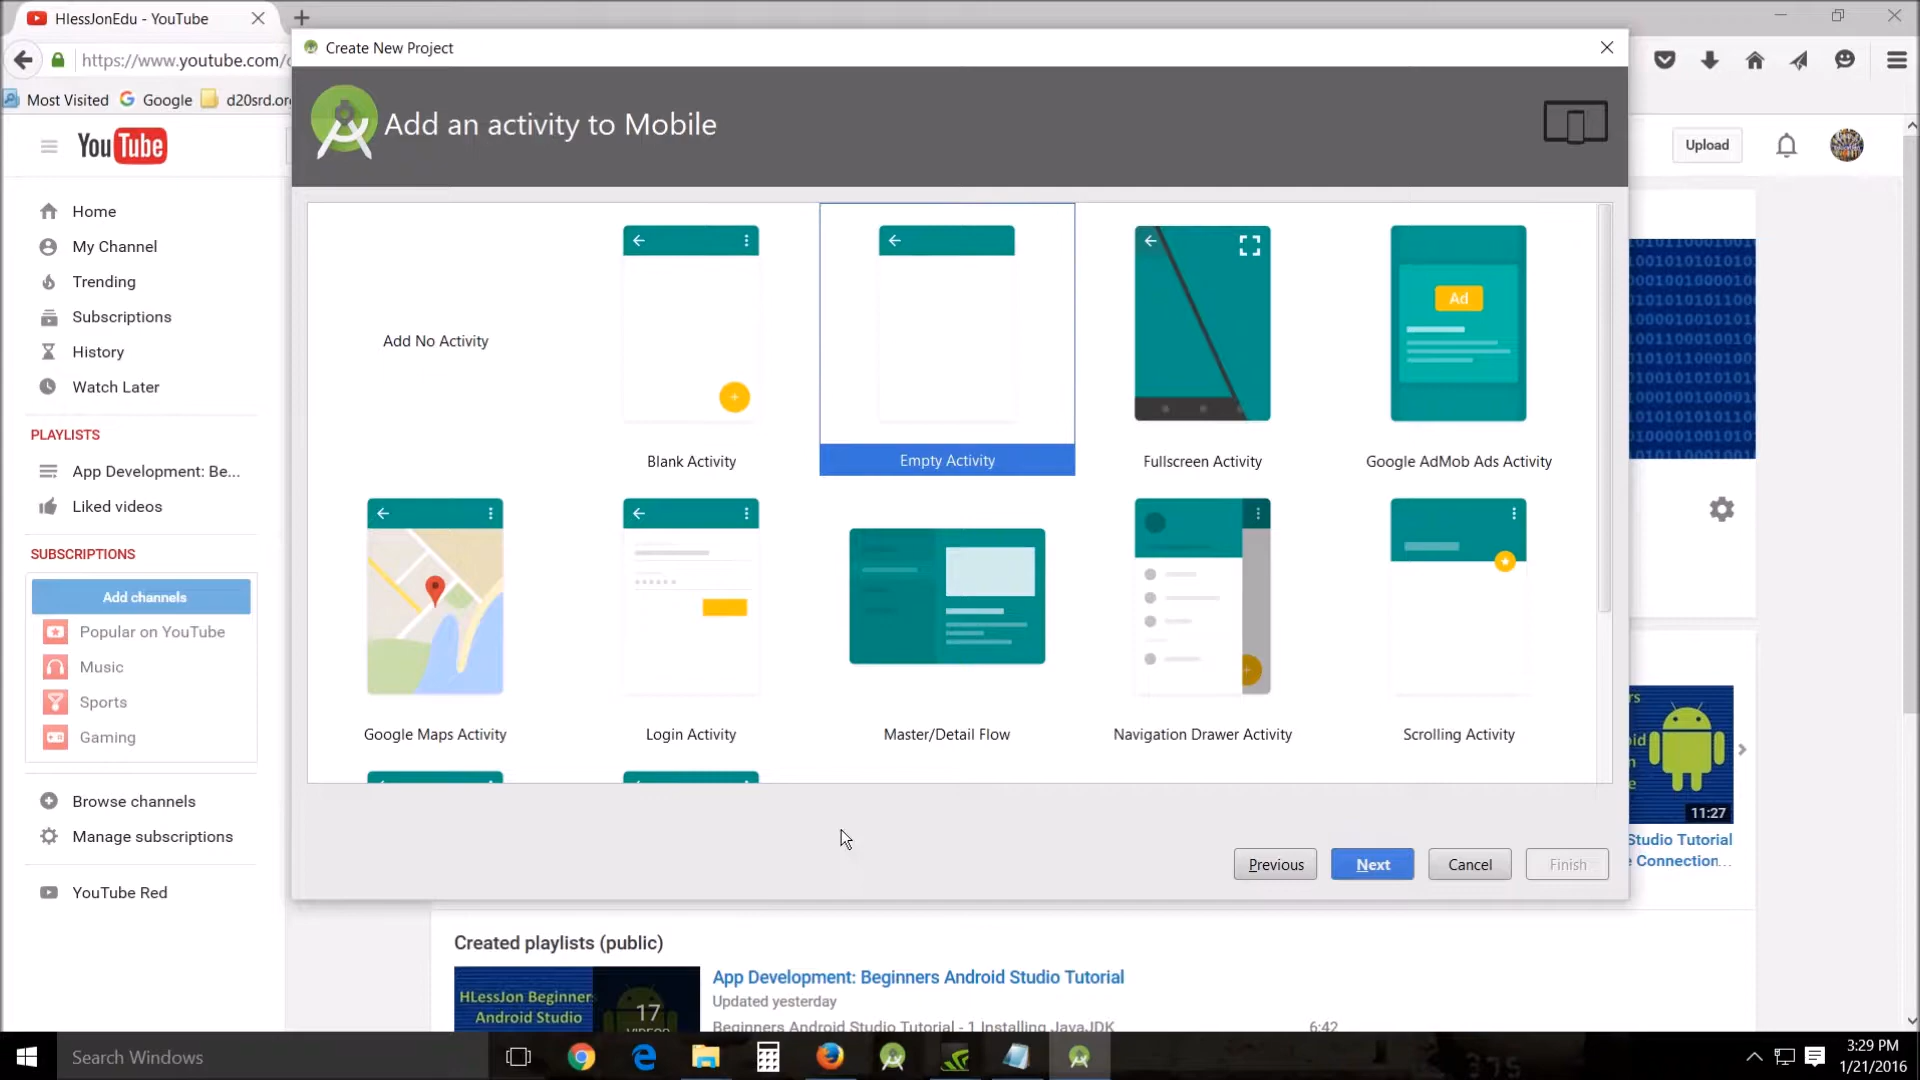 HlessJonEdu - YouTube
Create New Project
https://www.youtube.com/
Most Visited
Google
d20srd.or
Add an activity to Mobile
YouTube
Upload
Home
My Channel
Trending
Subscriptions
History
Watch Later
PLAYLISTS
App Development: Be...
Liked videos
SUBSCRIPTIONS
Add channels
Popular on YouTube
Music
Sports
Gaming
Browse channels
Manage subscriptions
YouTube Red
Add No Activity
Blank Activity
Empty Activity
Fullscreen Activity
Ad
Google AdMob Ads Activity
Google Maps Activity
Login Activity
Master/Detail Flow
Navigation Drawer Activity
Scrolling Activity
Previous
Next
Cancel
Finish
11:27
Studio Tutorial
Connection...
Created playlists (public)
HLessJon Beginners
Android Studio
17
VIDEOS
App Development: Beginners Android Studio Tutorial
Updated yesterday
Beginners Android Studio Tutorial - 1 Installing JavaJDK
6:42
Search Windows
3:29 PM
1/21/2016